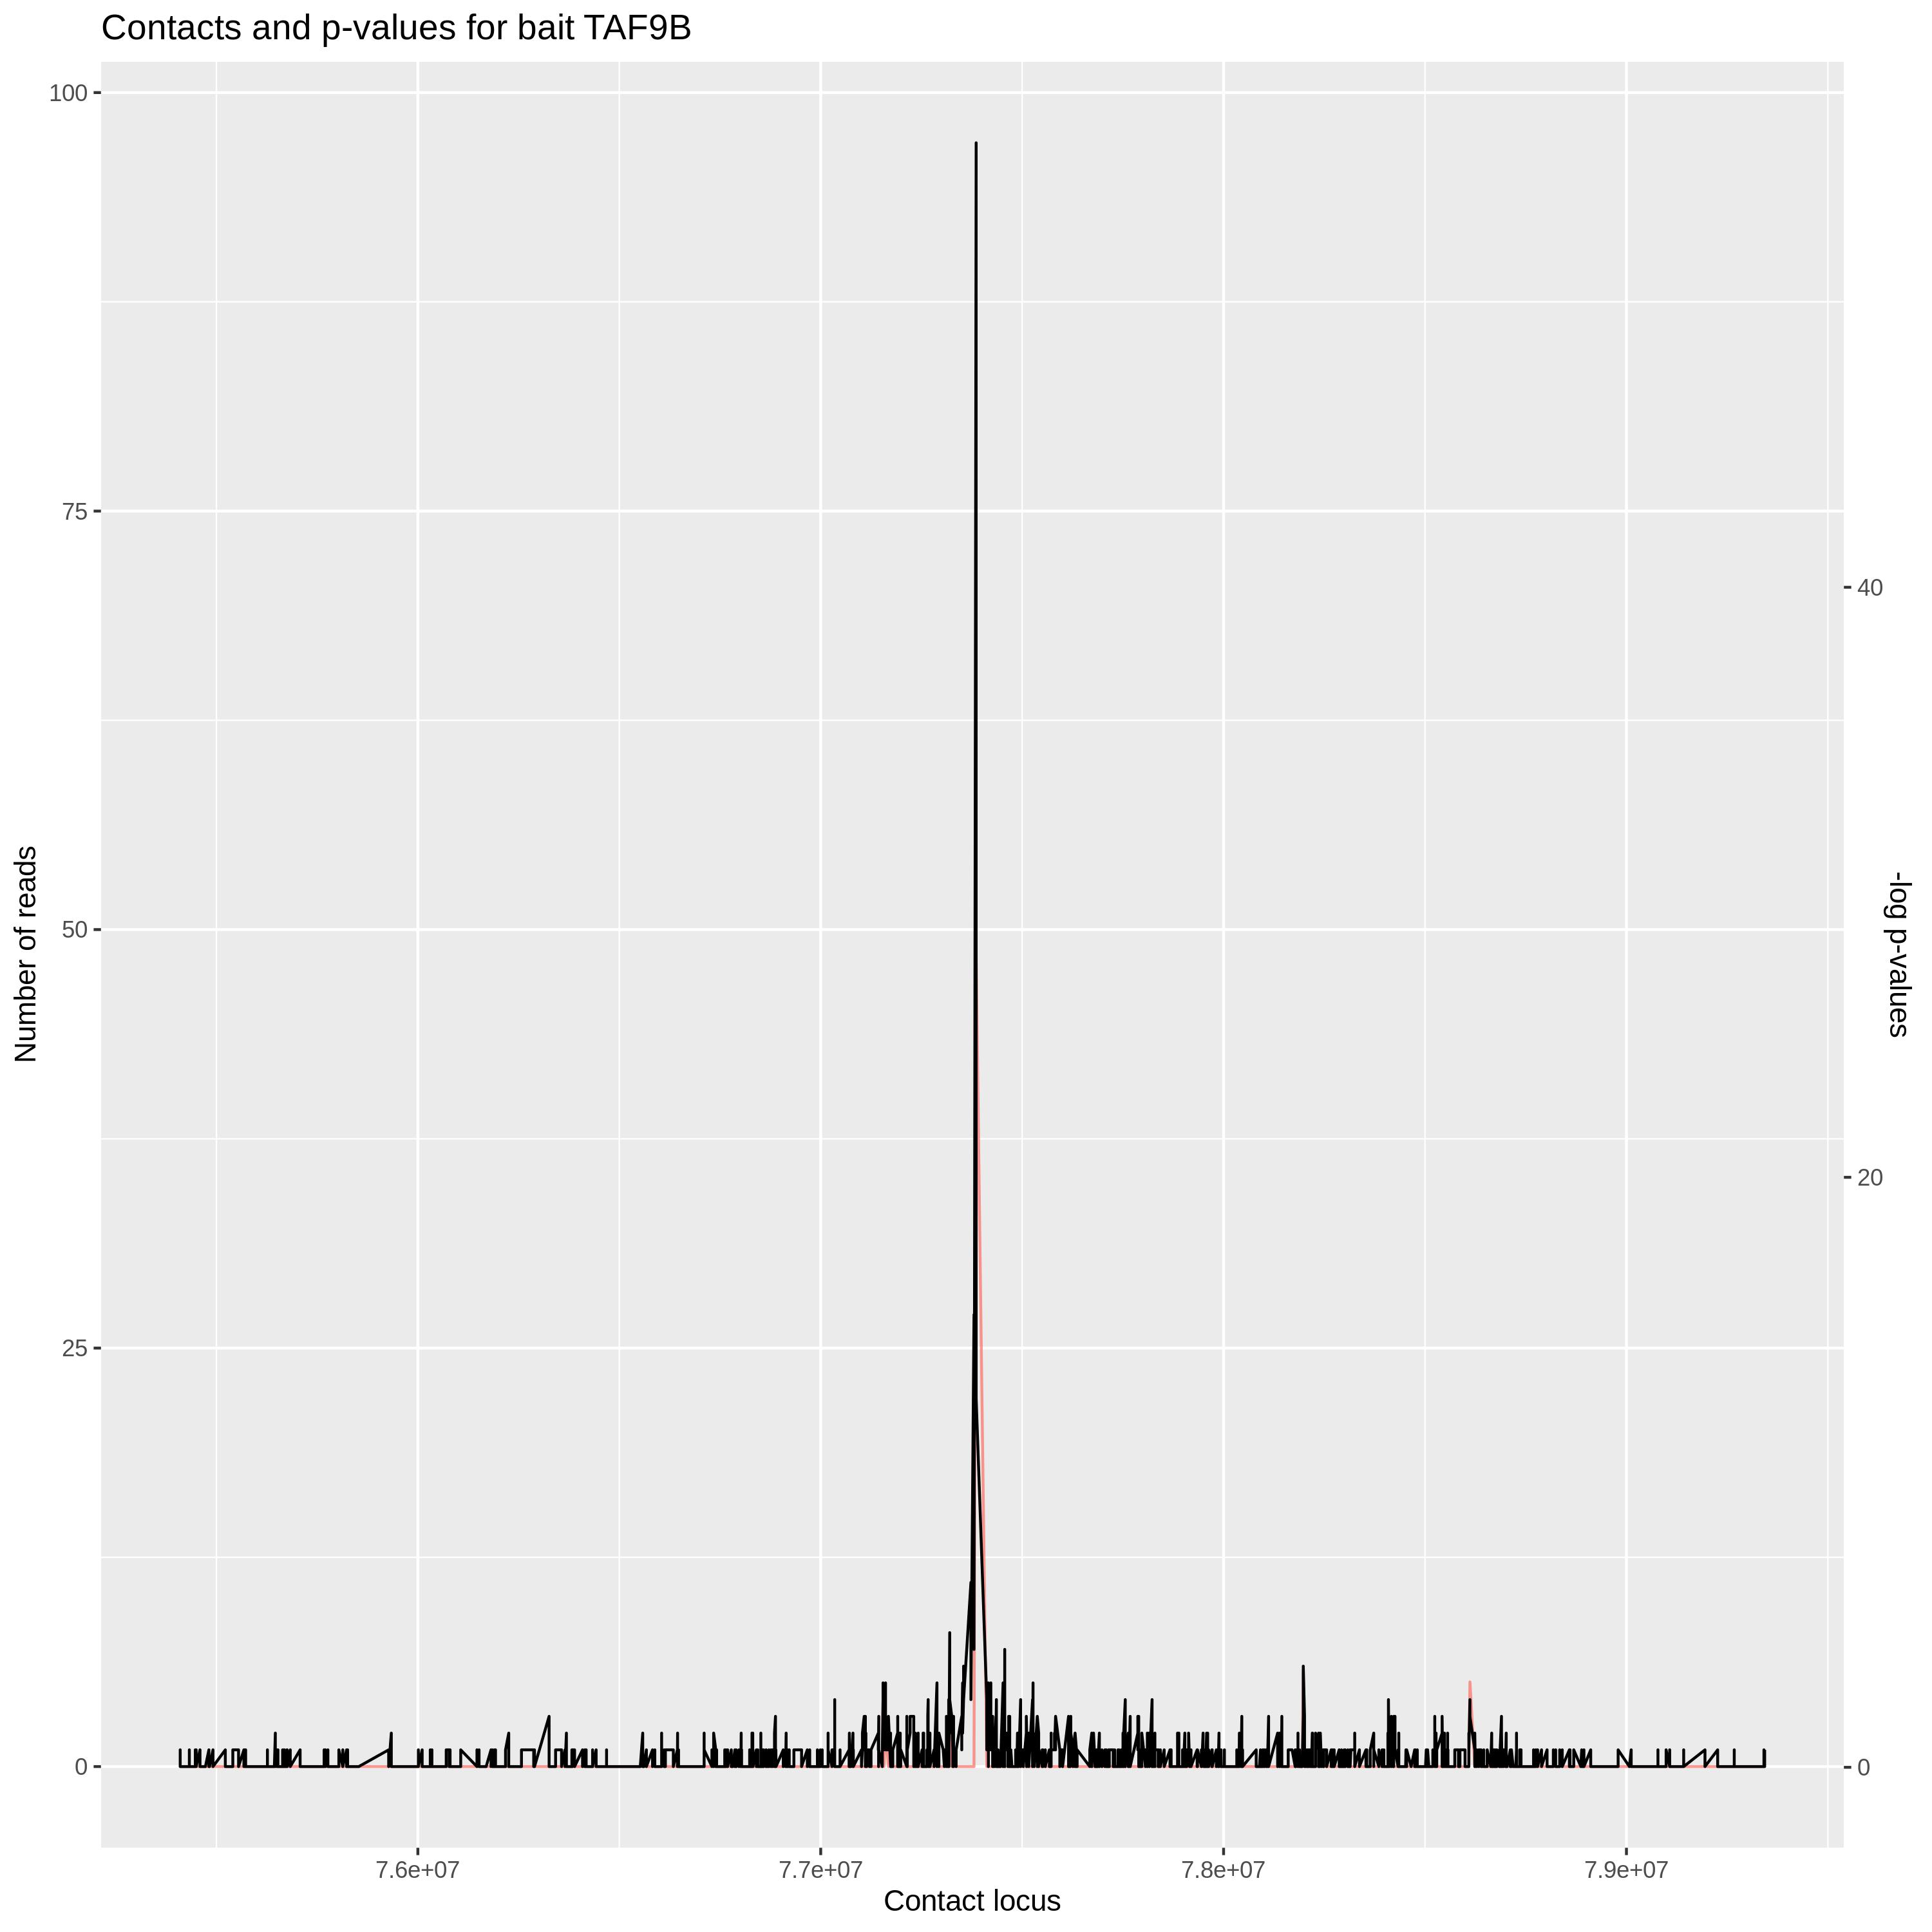 Contacts and p-values for bait TAF9B
100
75
50
25
0
Number of reads
40
20
0
-log p-values
7.6e+07
7.7e+07
7.8e+07
7.9e+07
Contact locus